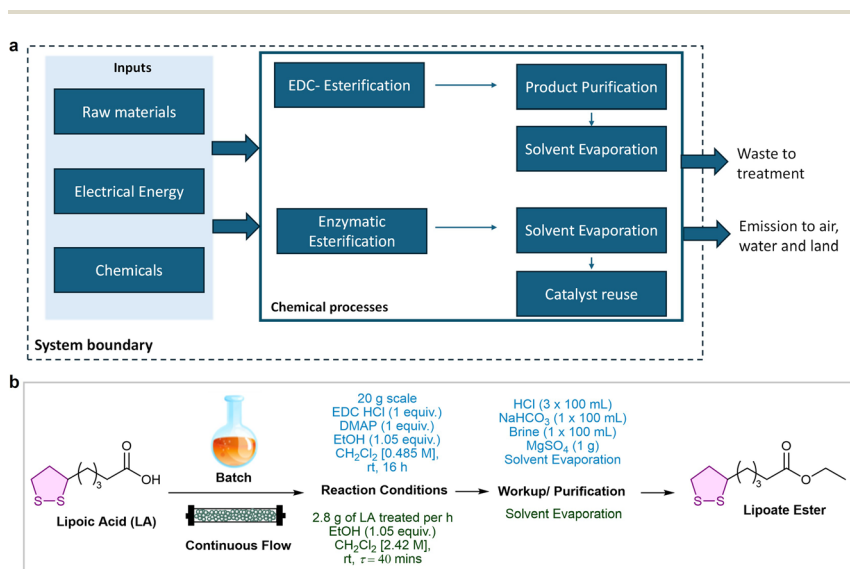 a
Inputs
Raw materials
Electrical Energy
Chemicals
EDC- Esterification
Product Purification
Solvent Evaporation
Enzymatic
Esterification
Solvent Evaporation
Catalyst reuse
Chemical processes
System boundary
Waste to
treatment
Emission to air,
water and land
b
O
OH
3
S-S
Lipoic Acid (LA)
Batch
Continuous Flow
20 g scale
EDC HCl (1 equiv.)
DMAP (1 equiv.)
EtOH (1.05 equiv.)
CH₂Cl₂ [0.485 M],
rt, 16 h
Reaction Conditions
2.8 g of LA treated per h
EtOH (1.05 equiv.)
CH₂Cl₂ [2.42 M],
rt, τ = 40 mins
HCl (3 x 100 mL)
NaHCO₃ (1 x 100 mL)
Brine (1 x 100 mL)
MgSO₄ (1 g)
Solvent Evaporation
Workup/ Purification
Solvent Evaporation
O
O
3
S-S
Lipoate Ester